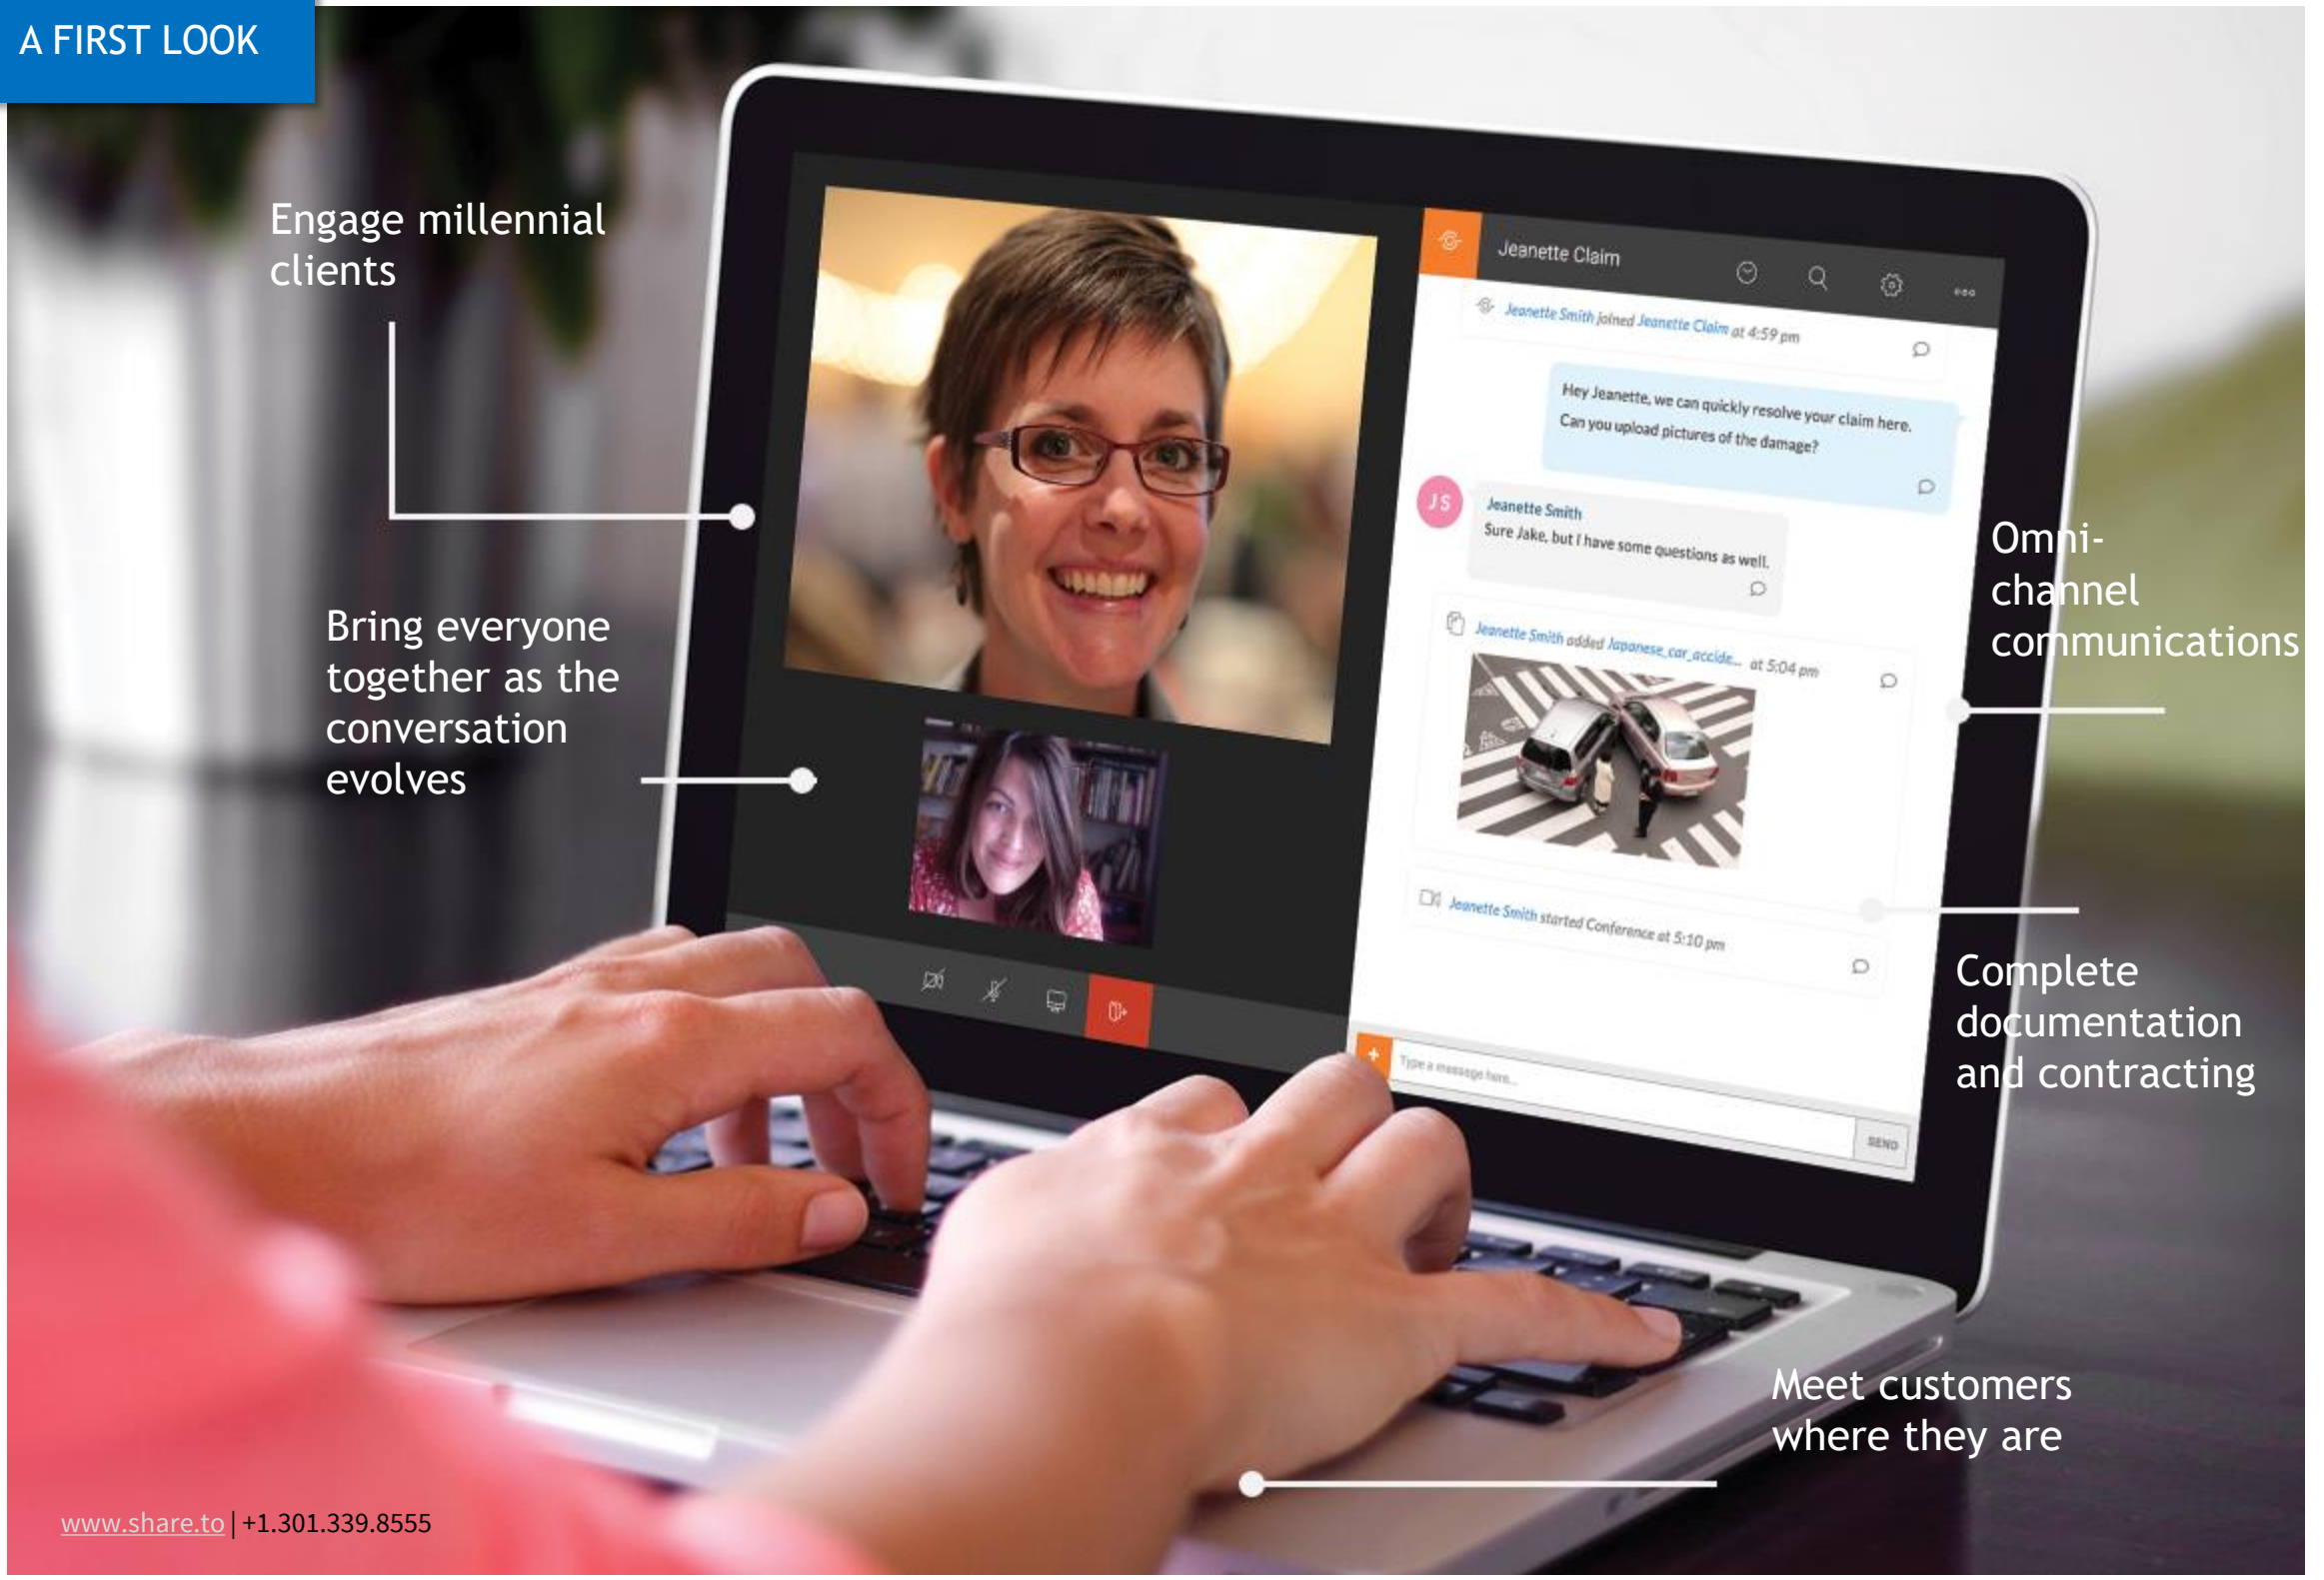 A FIRST LOOK
Engage millennial
clients
Bring everyone
together as the
conversation
evolves
Jeanette Claim
Jeanette Smith joined Jeanette Claim at 4:59 pm
Hey Jeanette, we can quickly resolve your claim here.
Can you upload pictures of the damage?
JS
Jeanette Smith
Sure Jake, but I have some questions as well.
Jeanette Smith added Japanese_car_accide... at 5:04 pm
Jeanette Smith started Conference at 5:10 pm
Type a message here...
SEND
Omni-
channel
communications
Complete
documentation
and contracting
Meet customers
where they are
www.share.to | +1.301.339.8555